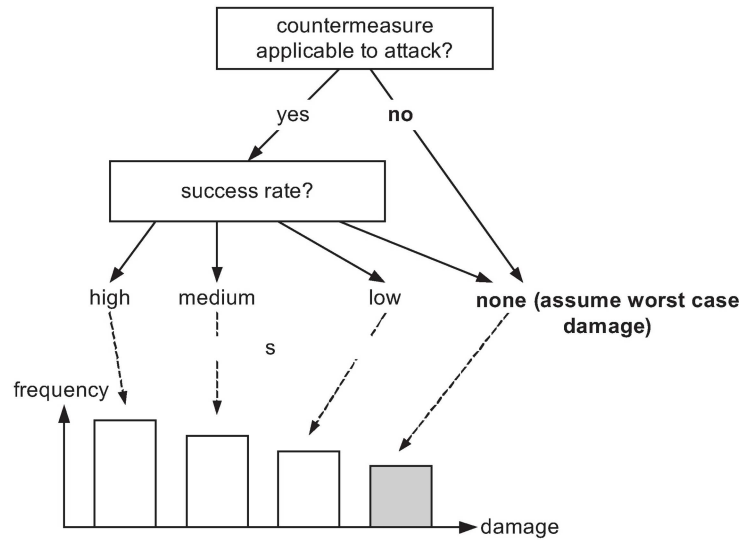 countermeasure
applicable to attack?
yes
no
success rate?
high
medium
low
none (assume worst case
damage)
s
frequency
damage